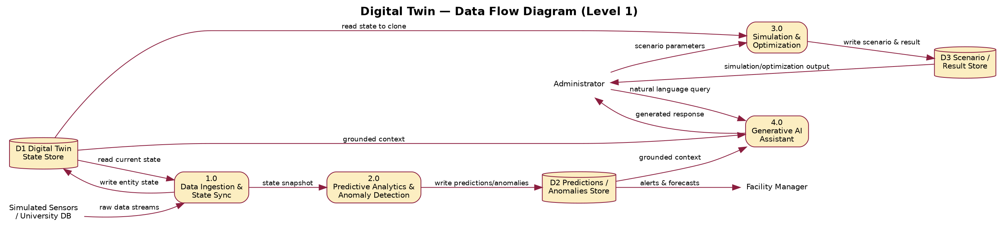 Digital Twin — Data Flow Diagram (Level 1)
read state to clone
3.0
Simulation &
Optimization
scenario parameters
write scenario & result
D3 Scenario /
Result Store
simulation/optimization output
Administrator
natural language query
generated response
4.0
Generative AI
Assistant
D1 Digital Twin
State Store
grounded context
read current state
grounded context
write entity state
1.0
Data Ingestion &
State Sync
state snapshot
2.0
Predictive Analytics &
Anomaly Detection
write predictions/anomalies
D2 Predictions /
Anomalies Store
alerts & forecasts
Facility Manager
Simulated Sensors
/ University DB
raw data streams